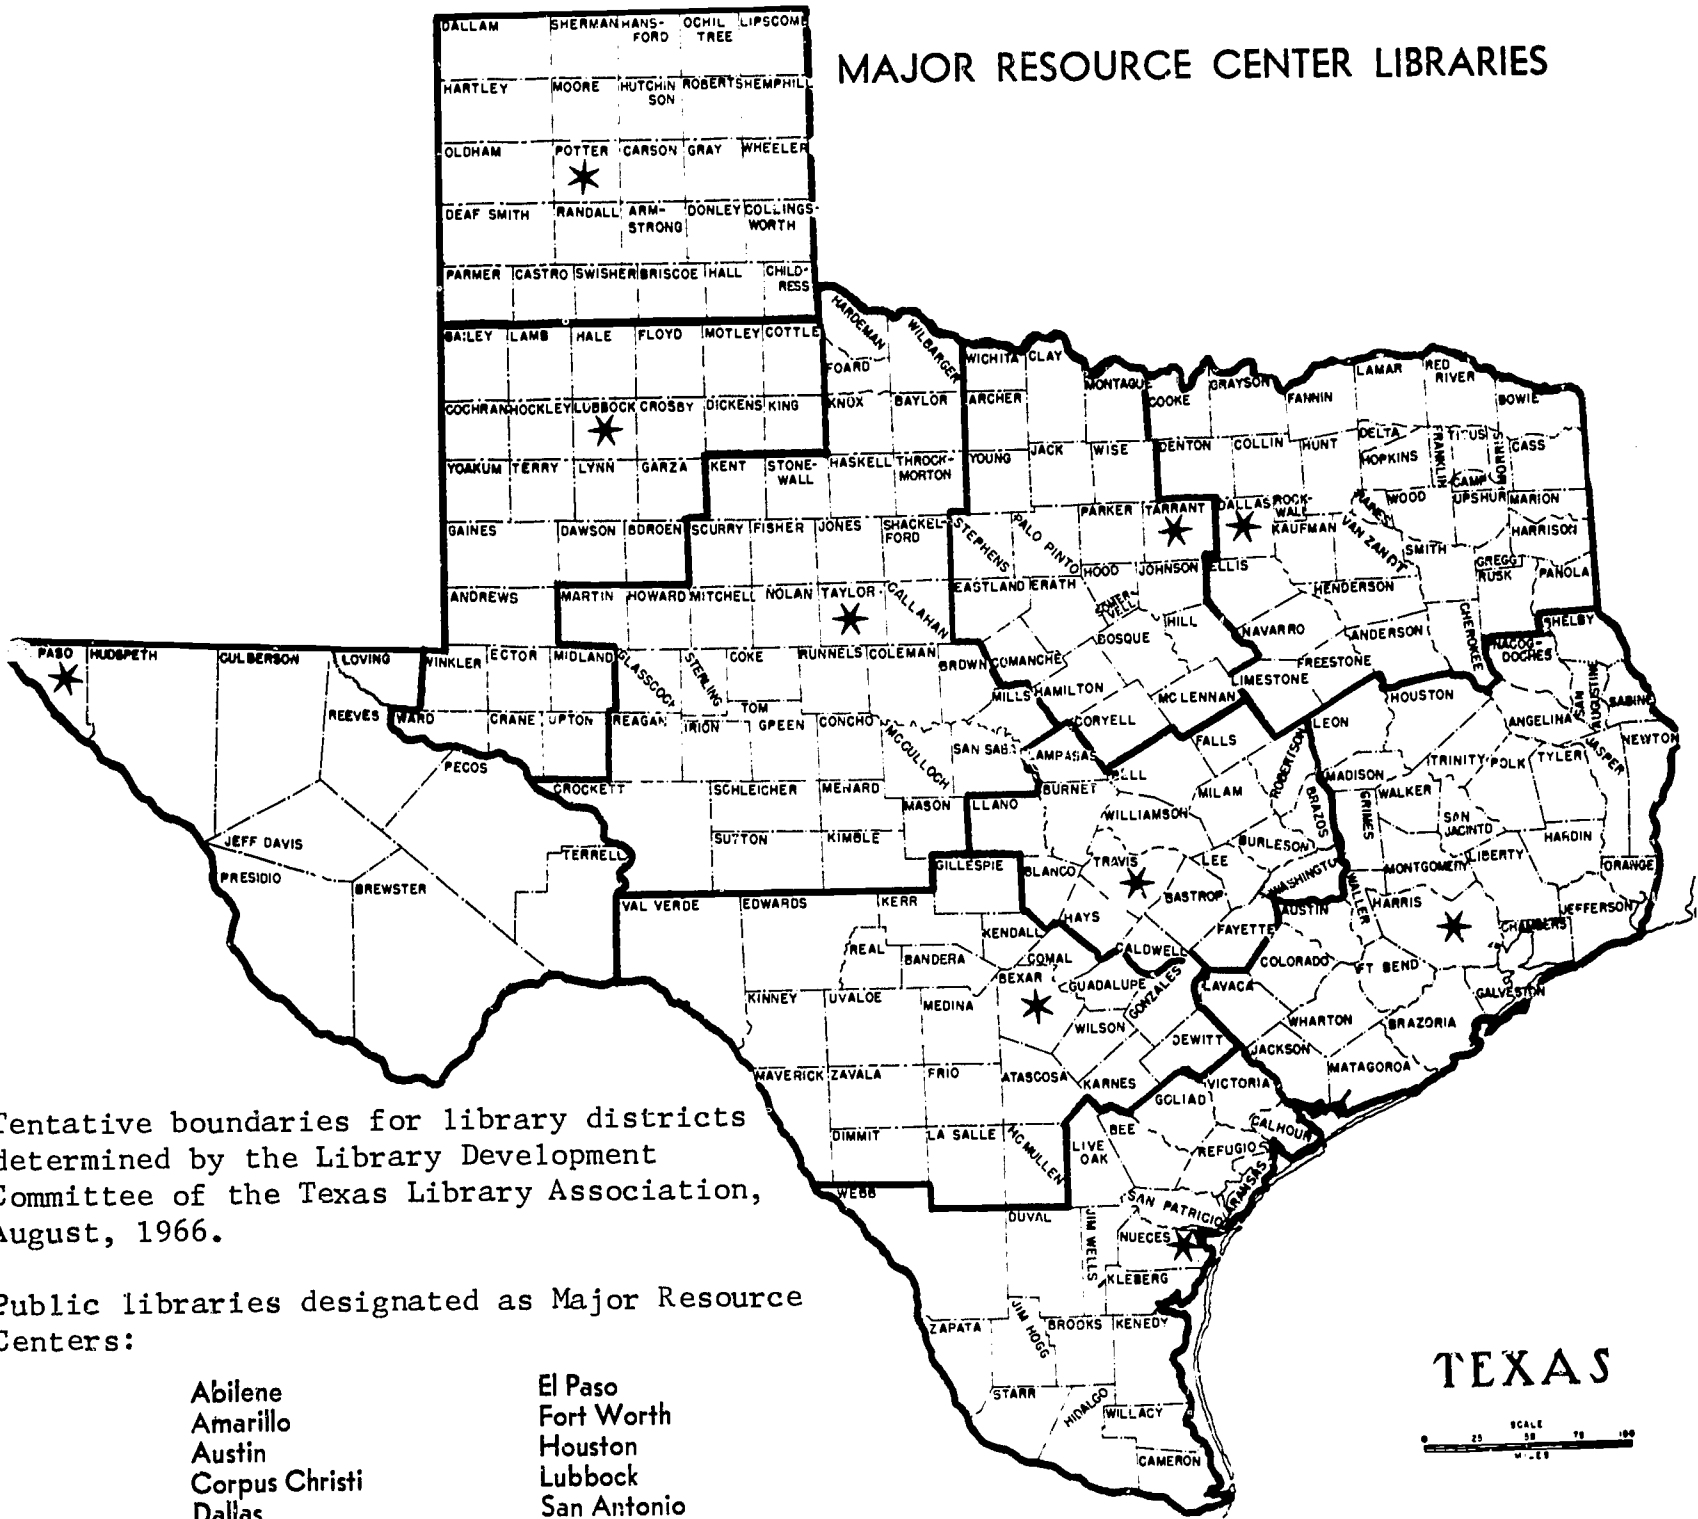 MAJOR RESOURCE CENTER LIBRARIES
DALLAM SHERMAN HANS-FORD OCHIL TREE LIPSCOMB
HARTLEY MOORE HUTCHIN SON ROBERTS HEMPHILL
OLDHAM POTTER CARSON GRAY WHEELER
DEAF SMITH RANDALL ARM-STRONG DONLEY COLLINGS-WORTH
PARMER CASTRO SWISHER BRISCOE HALL CHILD-RESS
BAILEY LAMB HALE FLOYD MOTLEY COTTLE
HARDEMAN WILBARGER FOARD
WICHITA CLAY MONTAGUE COOKE GRAYSON FANNIN LAMAR RED RIVER BOWIE
COCHRAN HOCKLEY LUBBOCK CROSBY DICKENS KING KNOX BAYLOR ARCHER
YOAKUM TERRY LYNN GARZA KENT STONE-WALL HASKELL THROCK-MORTON YOUNG JACK WISE DENTON COLLIN HUNT DELTA HOPKINS FRANKLIN TITUS MORRIS CASS
CAMP WOOD UPSHUR MARION
GAINES DAWSON BORDEN SCURRY FISHER JONES SHACKEL-FORD STEPHENS PALO PINTO PARKER TARRANT DALLAS ROCK-WALL RAINES KAUFMAN VAN ZANDT SMITH HARRISON
GREGG RUSK PANOLA
ANDREWS MARTIN HOWARD MITCHELL NOLAN TAYLOR CALLAHAN EASTLAND ERATH HOOD JOHNSON ELLIS HENDERSON
SOMER-VELL BOSQUE HILL NAVARRO ANDERSON CHEROKEE NACOG-DOCHES SHELBY
PASO HUDSPETH CULBERSON LOVING WINKLER ECTOR MIDLAND GLASSCOCK STERLING COKE RUNNELS COLEMAN BROWN COMANCHE MILLS HAMILTON MC LENNAN LIMESTONE FREESTONE HOUSTON SAN AUGUSTINE SABINE
REEVES WARD CRANE UPTON REAGAN IRION TOM GREEN CONCHO MC CULLOCH SAN SABA CORYELL LAMPASAS FALLS LEON ANGELINA NEWTON
PECOS CROCKETT SCHLEICHER MENARD MASON LLANO BURNET BELL MILAM ROBERTSON MADISON TRINITY POLK TYLER JASPER
BRAZOS GRIMES WALKER SAN JACINTO HARDIN
JEFF DAVIS TERRELL SUTTON KIMBLE GILLESPIE BLANCO WILLIAMSON TRAVIS LEE BURLESON WASHINGTO MONTGOMERY LIBERTY ORANGE
PRESIDIO BREWSTER VAL VERDE EDWARDS KERR KENDALL HAYS BASTROP FAYETTE AUSTIN WALLER HARRIS CHAMBERS JEFFERSON
REAL BANDERA COMAL CALDWELL COLORADO FT BEND GALVESTON
KINNEY UVALDE MEDINA BEXAR GUADALUPE GONZALES LAVACA WILSON DEWITT WHARTON BRAZORIA
MAVERICK ZAVALA FRIO ATASCOSA KARNES VICTORIA JACKSON MATAGORDA
DIMMIT LA SALLE MC MULLEN LIVE OAK BEE GOLIAD REFUGIO CALHOUN ARANSAS
WEBB DUVAL JIM WELLS SAN PATRICIO NUECES KLEBERG
ZAPATA JIM HOGG BROOKS KENEDY
STARR HIDALGO WILLACY CAMERON
Tentative boundaries for library districts
determined by the Library Development
Committee of the Texas Library Association,
August, 1966.
Public libraries designated as Major Resource
Centers:
Abilene
Amarillo
Austin
Corpus Christi
Dallas
El Paso
Fort Worth
Houston
Lubbock
San Antonio
TEXAS
SCALE
0 25 50 75 100
MILES